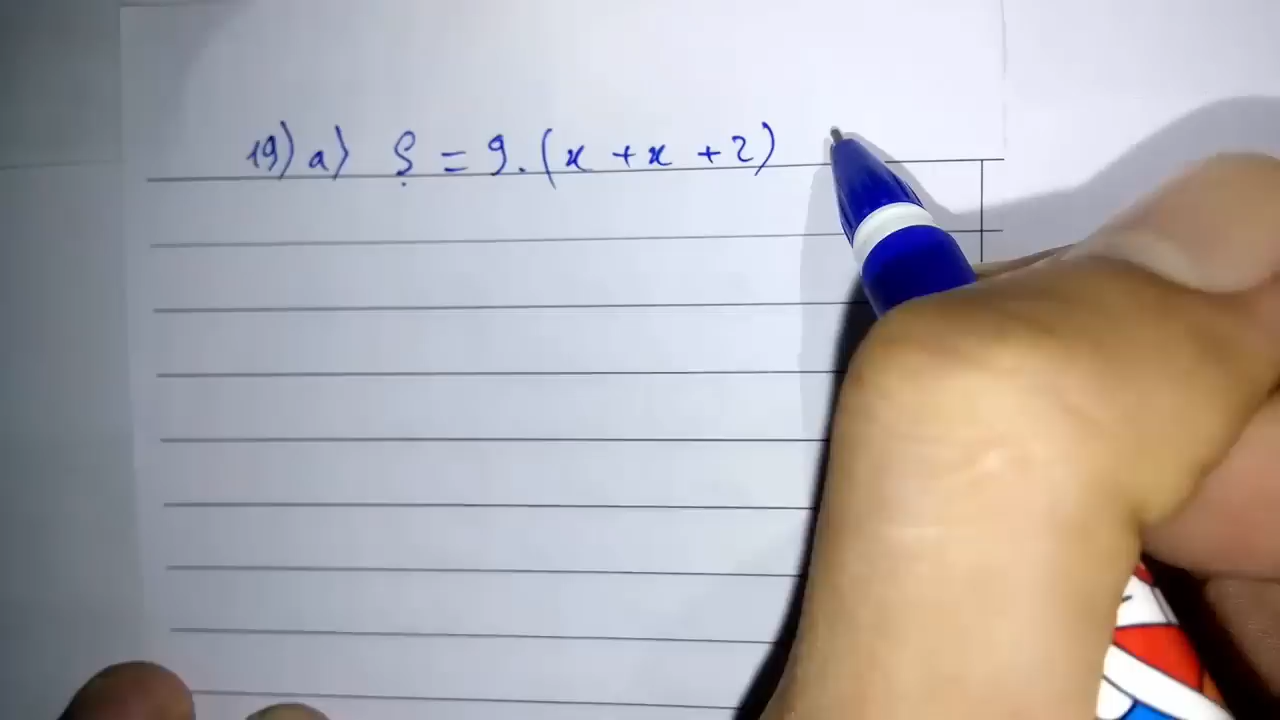 19) a) S = 9.(x + x + 2)